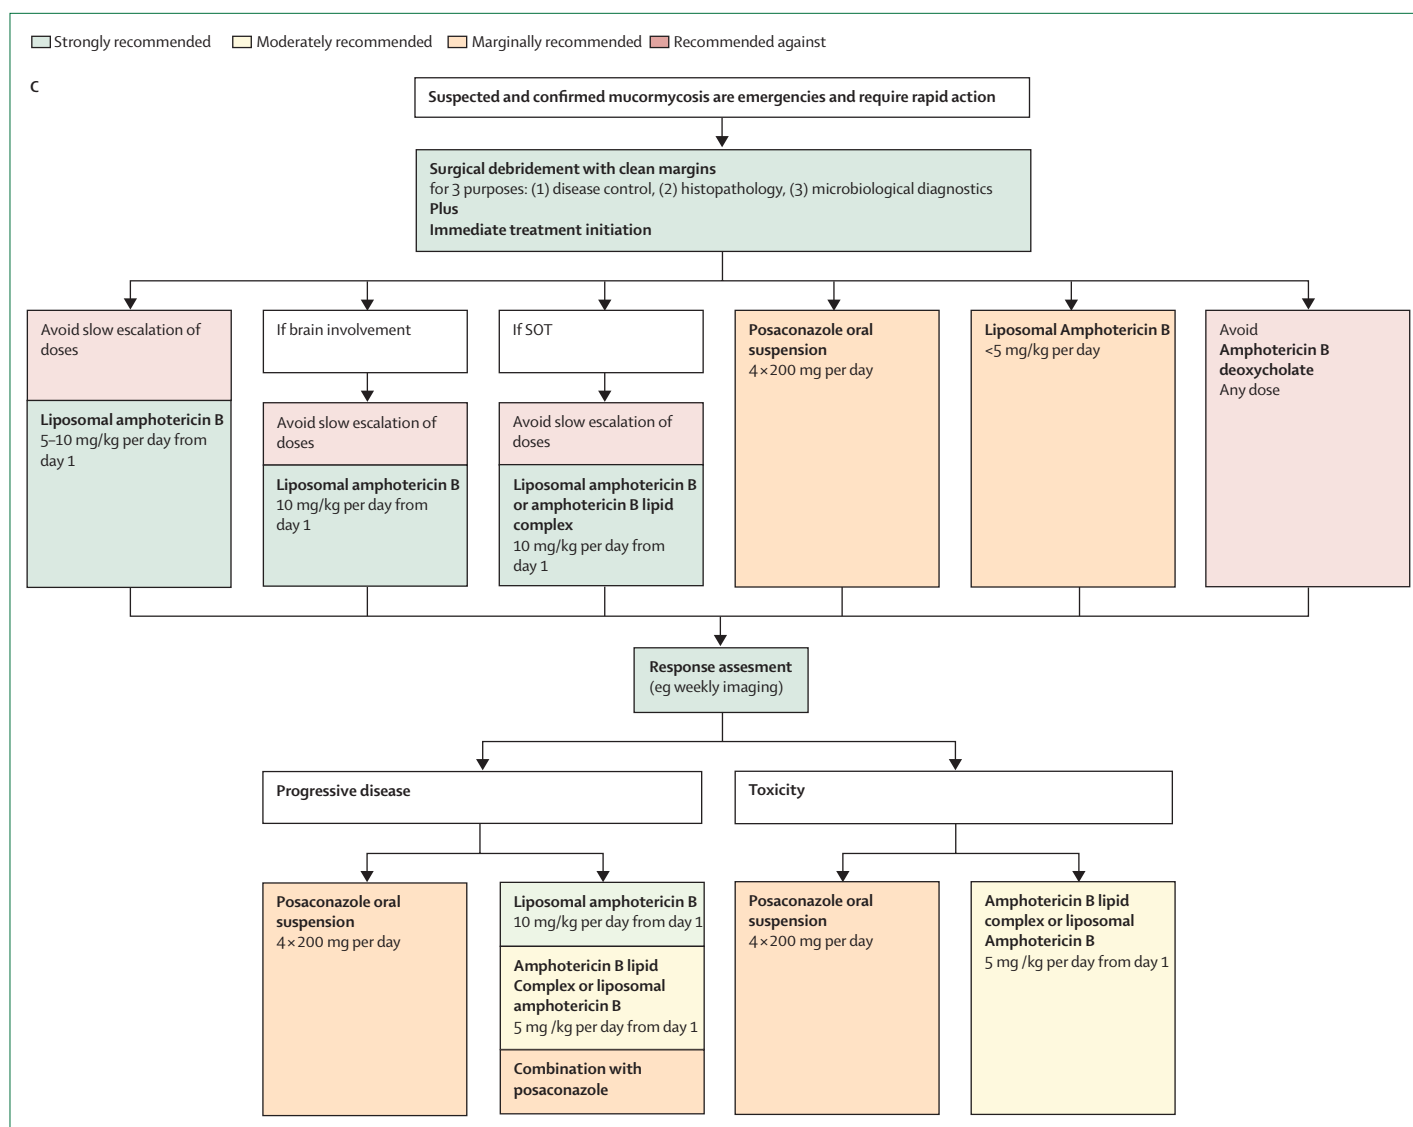 Strongly recommended
Moderately recommended
Marginally recommended
Recommended against
C
Suspected and confirmed mucormycosis are emergencies and require rapid action
Surgical debridement with clean margins
for 3 purposes: (1) disease control, (2) histopathology, (3) microbiological diagnostics
Plus
Immediate treatment initiation
Avoid slow escalation of
doses
Liposomal amphotericin B
5–10 mg/kg per day from
day 1
If brain involvement
Avoid slow escalation of
doses
Liposomal amphotericin B
10 mg/kg per day from
day 1
If SOT
Avoid slow escalation of
doses
Liposomal amphotericin B
or amphotericin B lipid
complex
10 mg/kg per day from
day 1
Posaconazole oral
suspension
4×200 mg per day
Liposomal Amphotericin B
<5 mg/kg per day
Avoid
Amphotericin B
deoxycholate
Any dose
Response assesment
(eg weekly imaging)
Progressive disease
Toxicity
Posaconazole oral
suspension
4×200 mg per day
Liposomal amphotericin B
10 mg/kg per day from day 1
Amphotericin B lipid
Complex or liposomal
amphotericin B
5 mg /kg per day from day 1
Combination with
posaconazole
Posaconazole oral
suspension
4×200 mg per day
Amphotericin B lipid
complex or liposomal
Amphotericin B
5 mg /kg per day from day 1